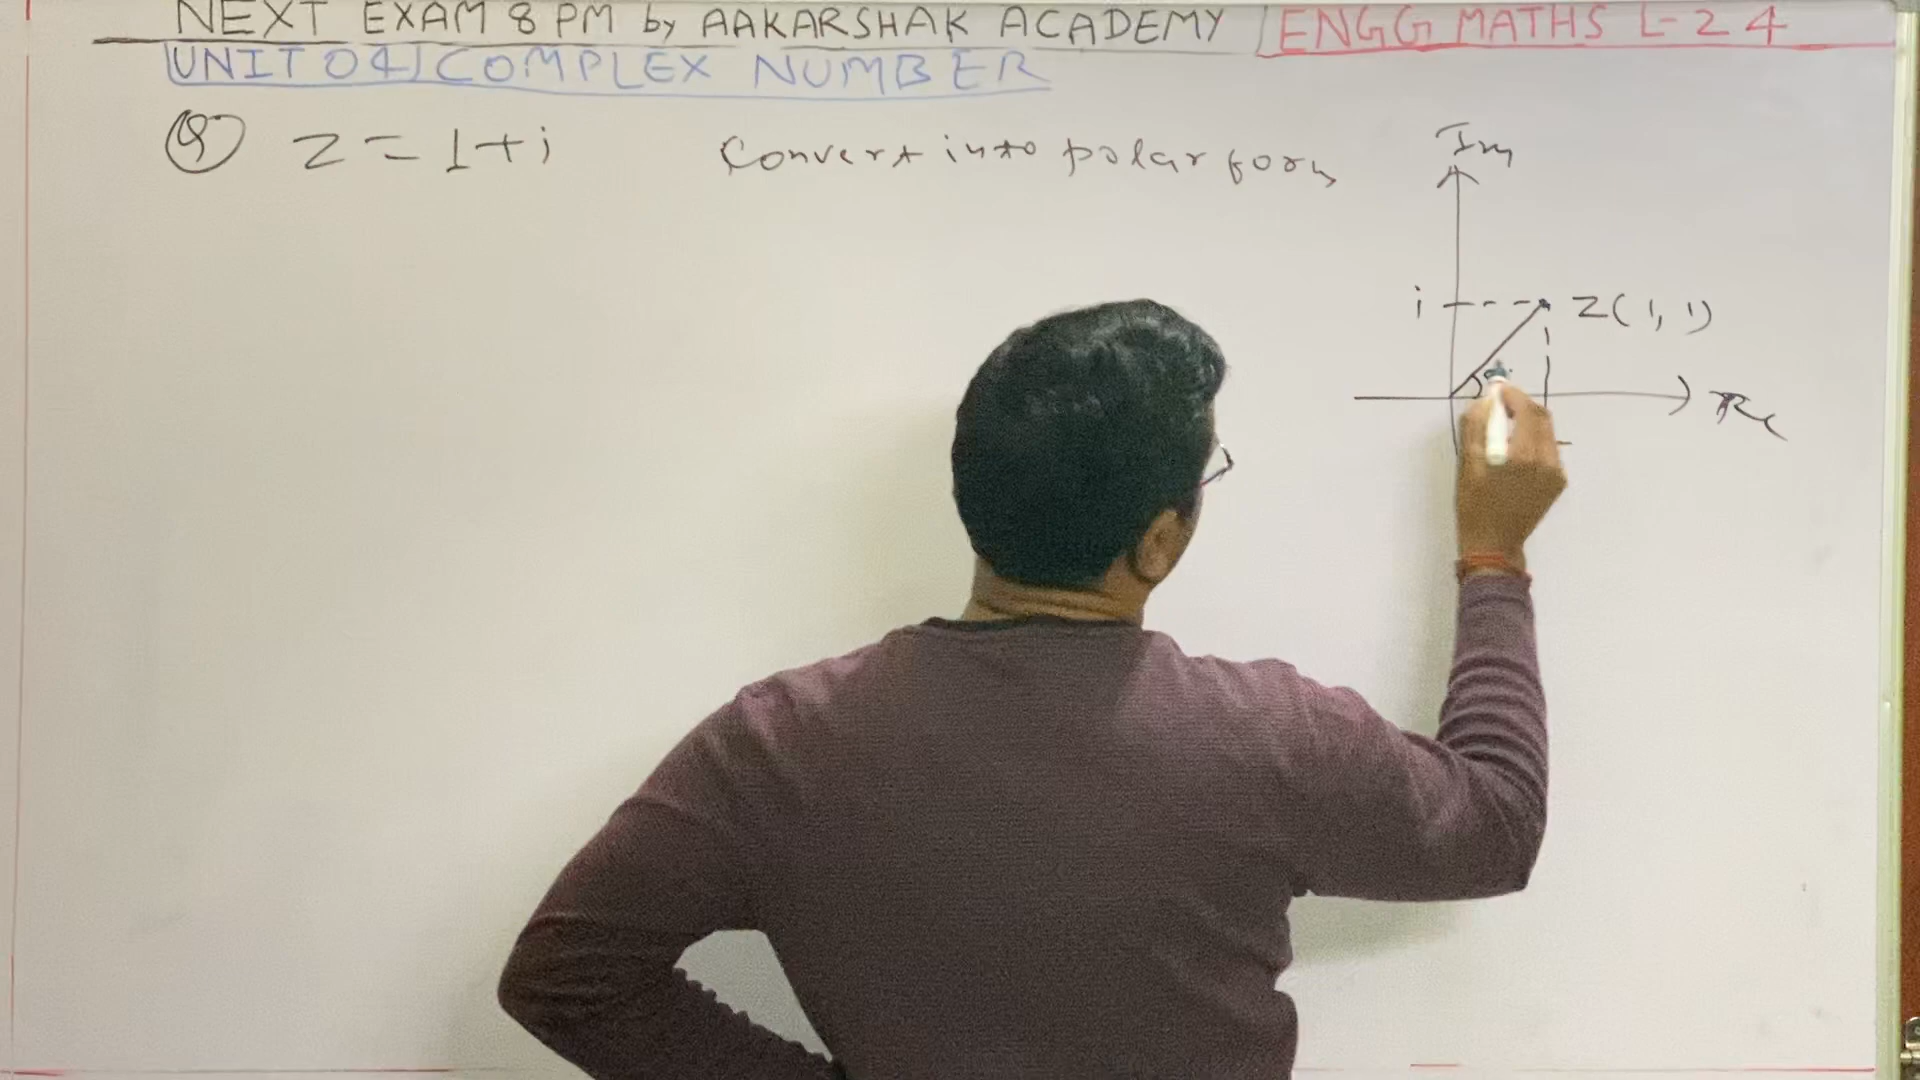 NEXT EXAM 8 PM by AAKARSHAK ACADEMY
ENGG MATHS L-24
UNIT 04 COMPLEX NUMBER
Q z = 1+i Convert into polar form
Im
i z(1, 1)
Re